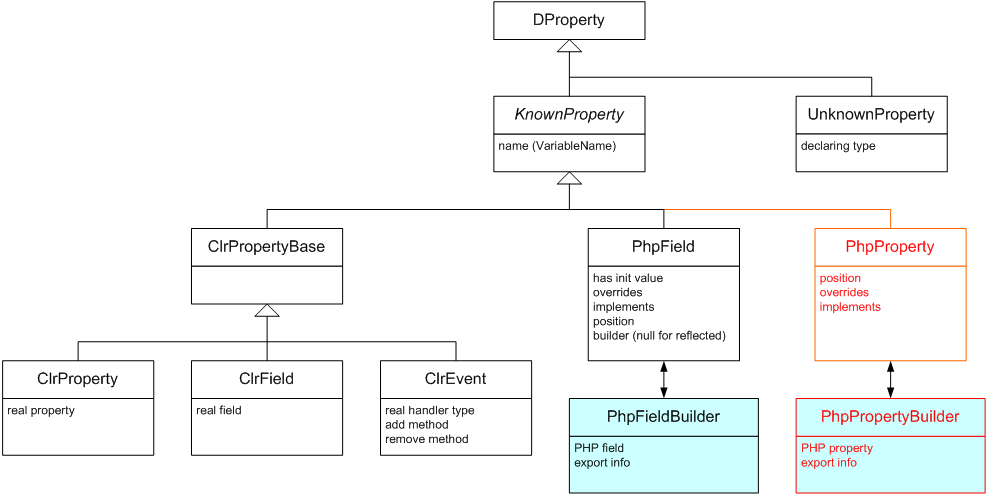 DProperty
KnownProperty
name (VariableName)
UnknownProperty
declaring type
ClrPropertyBase
PhpField
has init value
overrides
implements
position
builder (null for reflected)
PhpProperty
position
overrides
implements
ClrProperty
real property
ClrField
real field
ClrEvent
real handler type
add method
remove method
PhpFieldBuilder
PHP field
export info
PhpPropertyBuilder
PHP property
export info